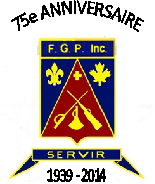 75e ANNIVERSAIRE
F.G.P. Inc.
SERVIR
1939 - 2014